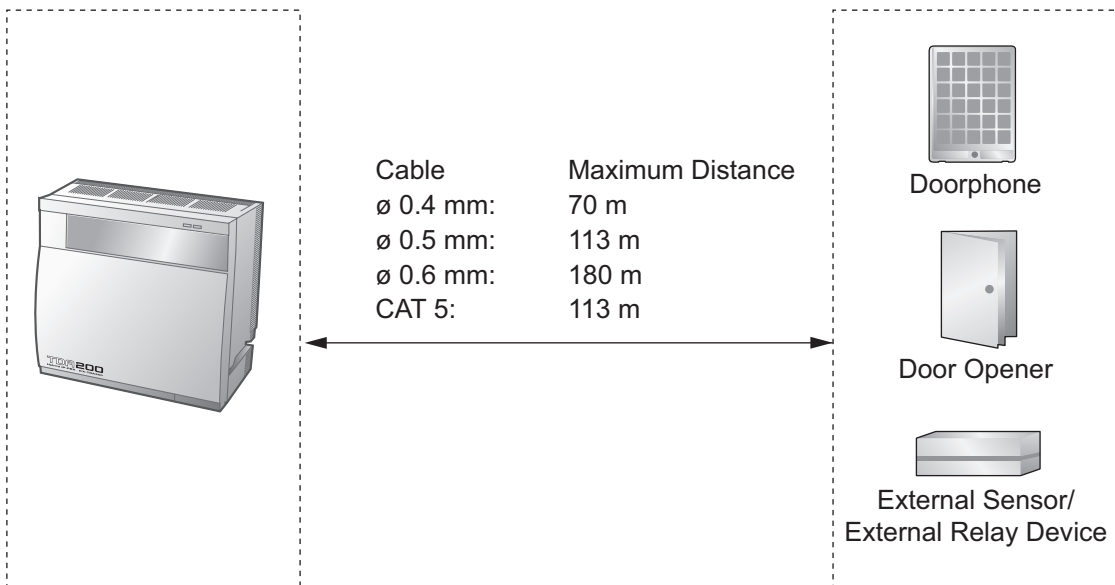 Cable Maximum Distance
ø 0.4 mm: 70 m
ø 0.5 mm: 113 m
ø 0.6 mm: 180 m
CAT 5: 113 m
TDA200
Doorphone
Door Opener
External Sensor/
External Relay Device